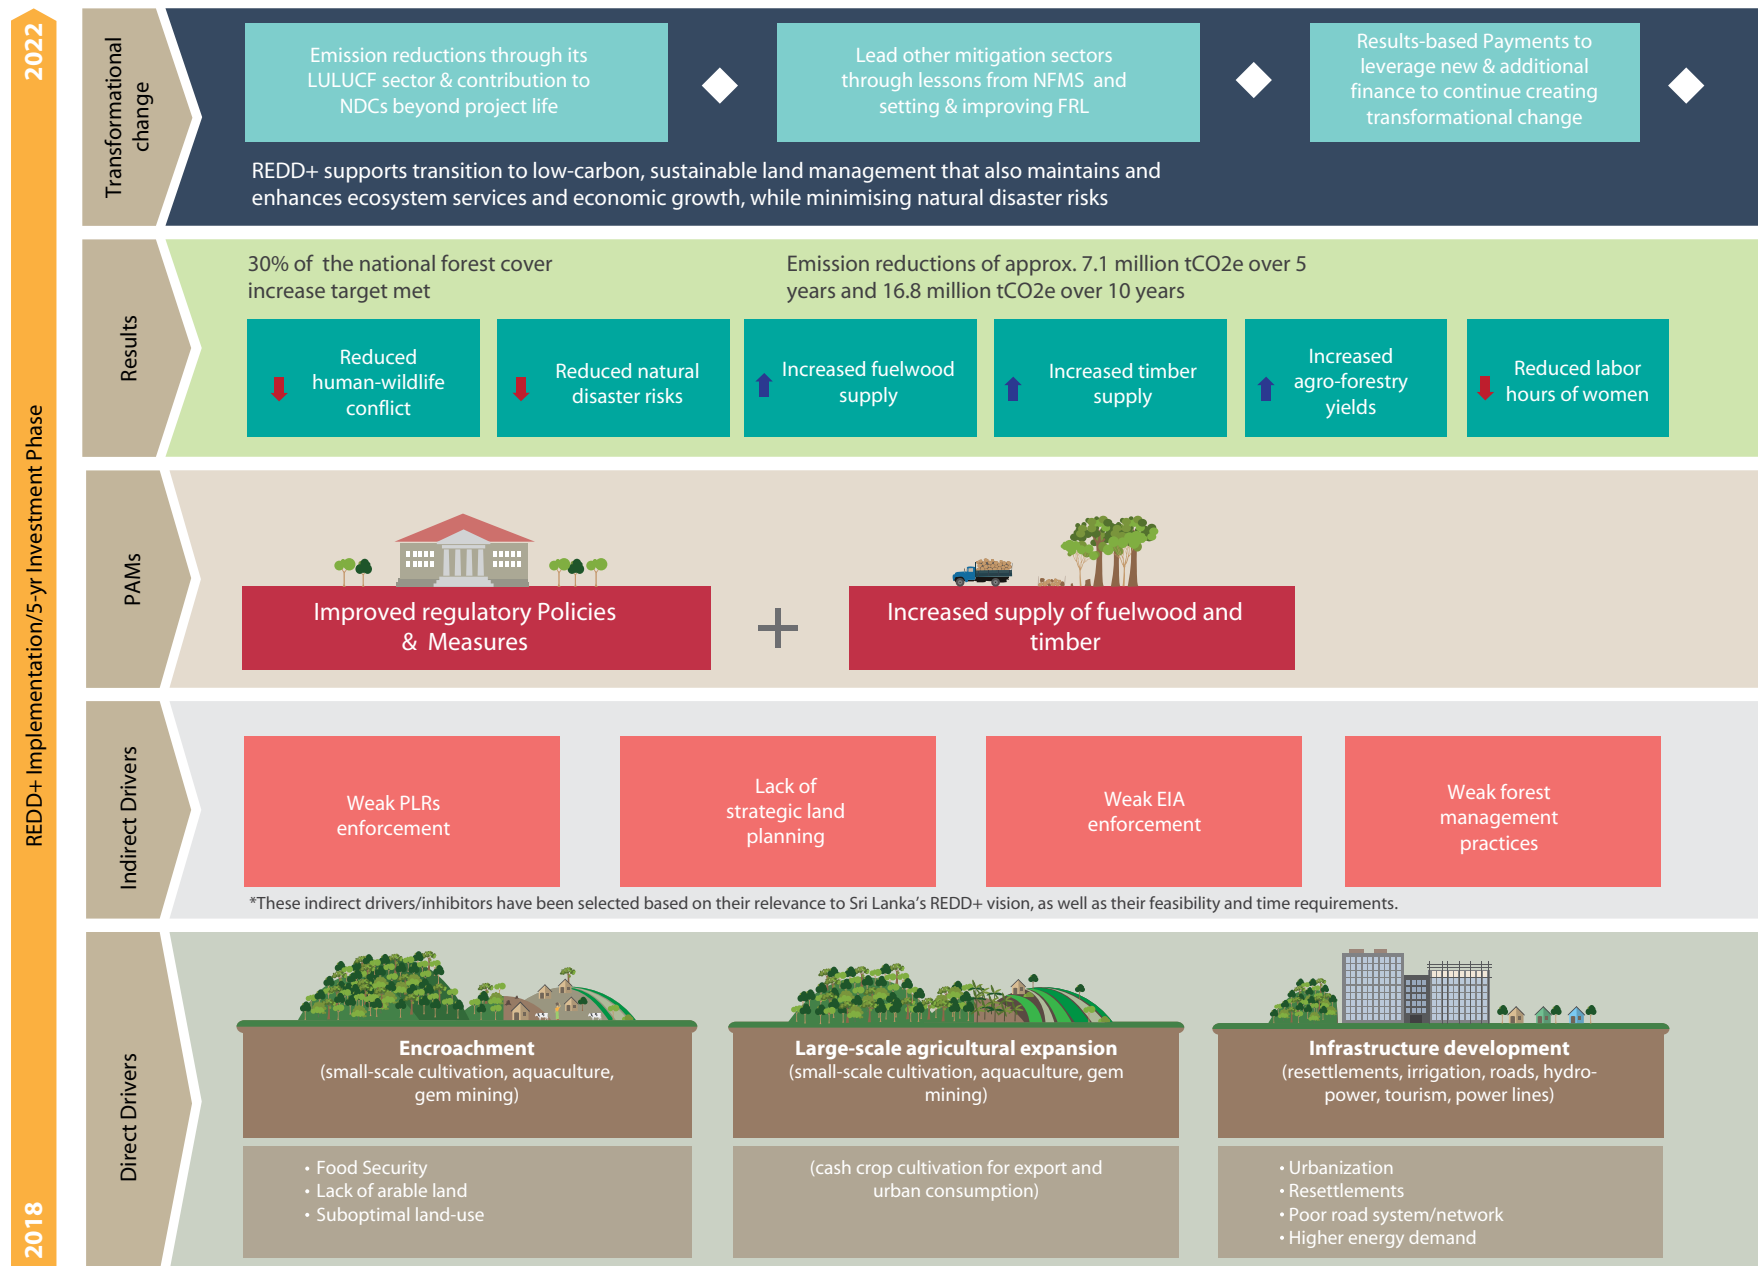 2022
REDD+ Implementation/5-yr Investment Phase
2018
Transformational
change
Emission reductions through its
LULUCF sector & contribution to
NDCs beyond project life
Lead other mitigation sectors
through lessons from NFMS and
setting & improving FRL
Results-based Payments to
leverage new & additional
finance to continue creating
transformational change
REDD+ supports transition to low-carbon, sustainable land management that also maintains and
enhances ecosystem services and economic growth, while minimising natural disaster risks
Results
30% of the national forest cover
increase target met
Emission reductions of approx. 7.1 million tCO2e over 5
years and 16.8 million tCO2e over 10 years
Reduced
human-wildlife
conflict
Reduced natural
disaster risks
Increased fuelwood
supply
Increased timber
supply
Increased
agro-forestry
yields
Reduced labor
hours of women
PAMs
Improved regulatory Policies
& Measures
+
Increased supply of fuelwood and
timber
Indirect Drivers
Weak PLRs
enforcement
Lack of
strategic land
planning
Weak EIA
enforcement
Weak forest
management
practices
*These indirect drivers/inhibitors have been selected based on their relevance to Sri Lanka's REDD+ vision, as well as their feasibility and time requirements.
Direct Drivers
Encroachment
(small-scale cultivation, aquaculture,
gem mining)
• Food Security
• Lack of arable land
• Suboptimal land-use
Large-scale agricultural expansion
(small-scale cultivation, aquaculture, gem
mining)
(cash crop cultivation for export and
urban consumption)
Infrastructure development
(resettlements, irrigation, roads, hydro-
power, tourism, power lines)
• Urbanization
• Resettlements
• Poor road system/network
• Higher energy demand